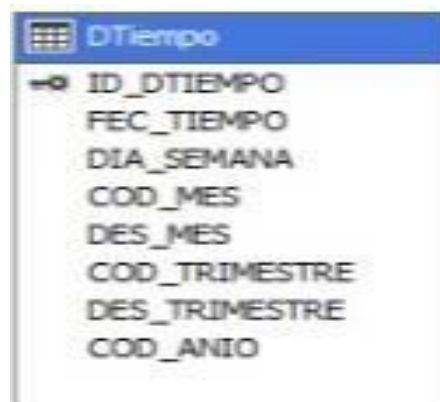 DTiempo
ID_DTIEMPO
FEC_TIEMPO
DIA_SEMANA
COD_MES
DES_MES
COD_TRIMESTRE
DES_TRIMESTRE
COD_ANIO